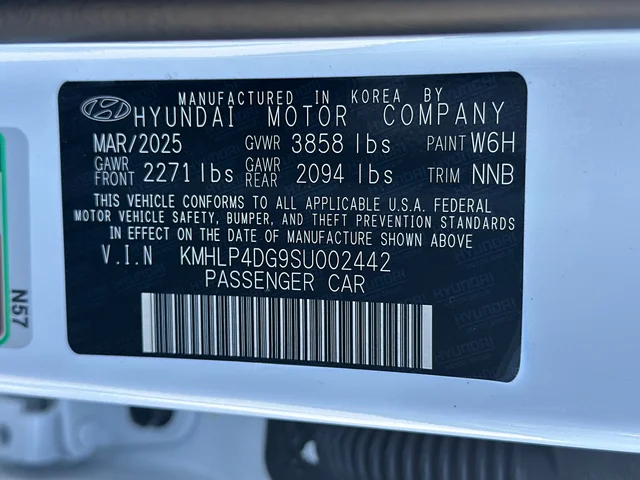 MANUFACTURED IN KOREA BY
HYUNDAI MOTOR COMPANY
MAR/2025 GVWR 3858 lbs PAINT W6H
GAWR FRONT 2271 lbs GAWR REAR 2094 lbs TRIM NNB
THIS VEHICLE CONFORMS TO ALL APPLICABLE U.S.A. FEDERAL
MOTOR VEHICLE SAFETY, BUMPER, AND THEFT PREVENTION STANDARDS
IN EFFECT ON THE DATE OF MANUFACTURE SHOWN ABOVE
V.I.N KMHLP4DG9SU002442
PASSENGER CAR
N57